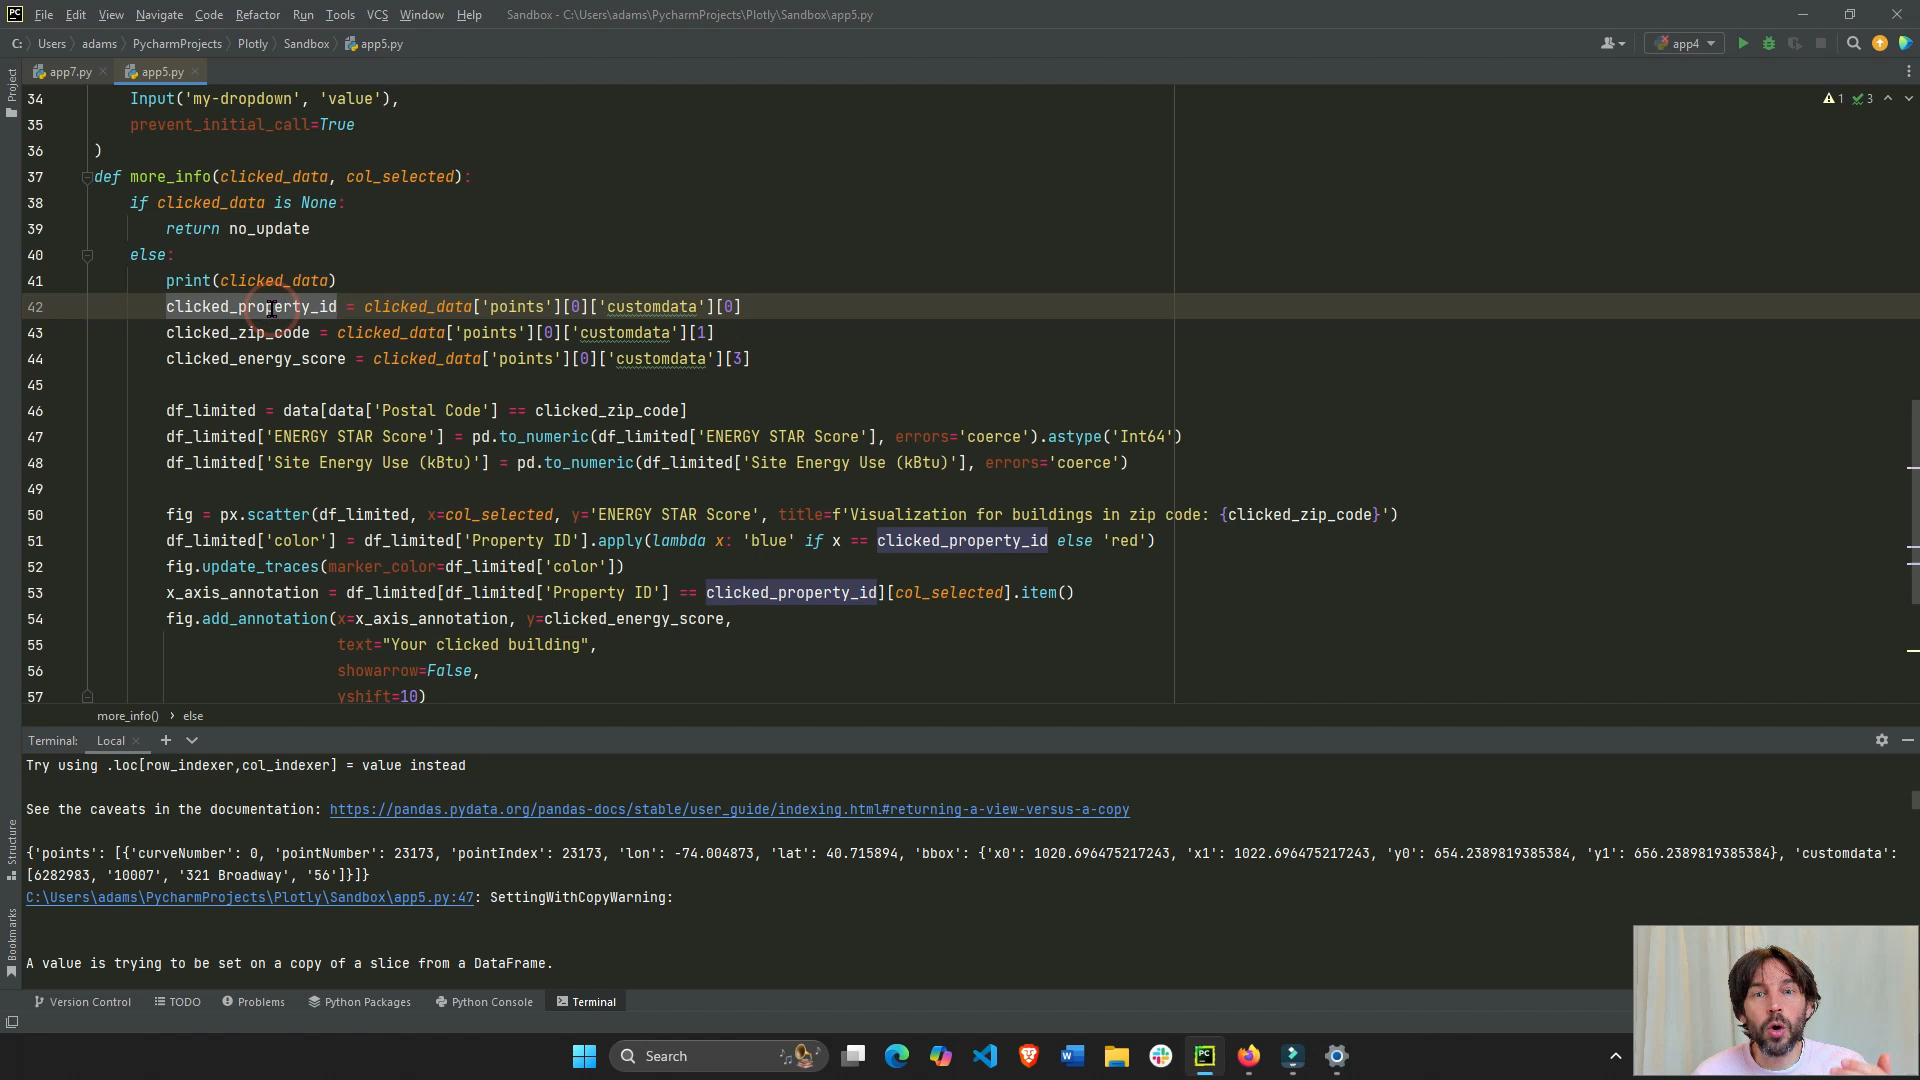 PC File Edit View Navigate Code Refactor Run Tools VCS Window Help Sandbox - C:\Users\adams\PycharmProjects\Plotly\Sandbox\app5.py
C: Users adams PycharmProjects Plotly Sandbox app5.py app4
app7.py app5.py
Project
1 3
34 Input('my-dropdown', 'value'),
35 prevent_initial_call=True
36 )
37 def more_info(clicked_data, col_selected):
38 if clicked_data is None:
39 return no_update
40 else:
41 print(clicked_data)
42 clicked_property_id = clicked_data['points'][0]['customdata'][0]
43 clicked_zip_code = clicked_data['points'][0]['customdata'][1]
44 clicked_energy_score = clicked_data['points'][0]['customdata'][3]
45
46 df_limited = data[data['Postal Code'] == clicked_zip_code]
47 df_limited['ENERGY STAR Score'] = pd.to_numeric(df_limited['ENERGY STAR Score'], errors='coerce').astype('Int64')
48 df_limited['Site Energy Use (kBtu)'] = pd.to_numeric(df_limited['Site Energy Use (kBtu)'], errors='coerce')
49
50 fig = px.scatter(df_limited, x=col_selected, y='ENERGY STAR Score', title=f'Visualization for buildings in zip code: {clicked_zip_code}')
51 df_limited['color'] = df_limited['Property ID'].apply(lambda x: 'blue' if x == clicked_property_id else 'red')
52 fig.update_traces(marker_color=df_limited['color'])
53 x_axis_annotation = df_limited[df_limited['Property ID'] == clicked_property_id][col_selected].item()
54 fig.add_annotation(x=x_axis_annotation, y=clicked_energy_score,
55 text="Your clicked building",
56 showarrow=False,
57 yshift=10)
more_info() › else
Terminal: Local
Try using .loc[row_indexer,col_indexer] = value instead
See the caveats in the documentation: https://pandas.pydata.org/pandas-docs/stable/user_guide/indexing.html#returning-a-view-versus-a-copy
{'points': [{'curveNumber': 0, 'pointNumber': 23173, 'pointIndex': 23173, 'lon': -74.004873, 'lat': 40.715894, 'bbox': {'x0': 1020.696475217243, 'x1': 1022.696475217243, 'y0': 654.2389819385384, 'y1': 656.2389819385384}, 'customdata':
[6282983, '10007', '321 Broadway', '56']}]}
C:\Users\adams\PycharmProjects\Plotly\Sandbox\app5.py:47: SettingWithCopyWarning:
A value is trying to be set on a copy of a slice from a DataFrame.
Structure
Bookmarks
Version Control TODO Problems Python Packages Python Console Terminal
Search